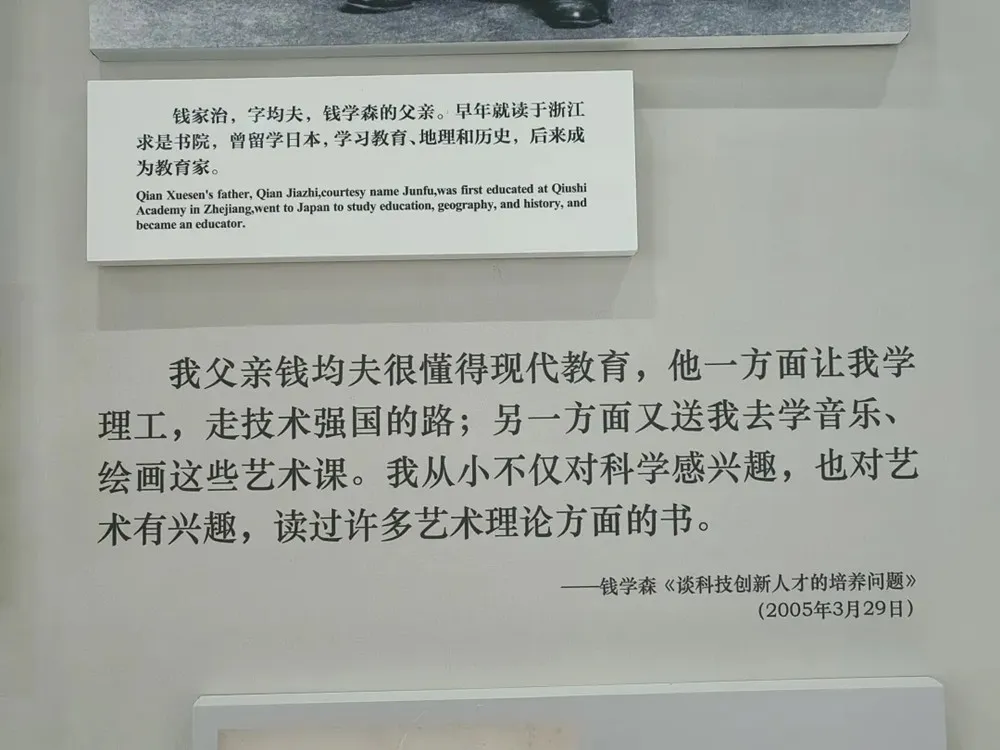 钱家治，字均夫，钱学森的父亲。早年就读于浙江
求是书院，曾留学日本，学习教育、地理和历史，后来成
为教育家。
Qian Xuesen's father, Qian Jiazhi,courtesy name Junfu,was first educated at Qiushi
Academy in Zhejiang,went to Japan to study education, geography, and history, and
became an educator.
我父亲钱均夫很懂得现代教育，他一方面让我学
理工，走技术强国的路；另一方面又送我去学音乐、
绘画这些艺术课。我从小不仅对科学感兴趣，也对艺
术有兴趣，读过许多艺术理论方面的书。
——钱学森《谈科技创新人才的培养问题》
(2005年3月29日)